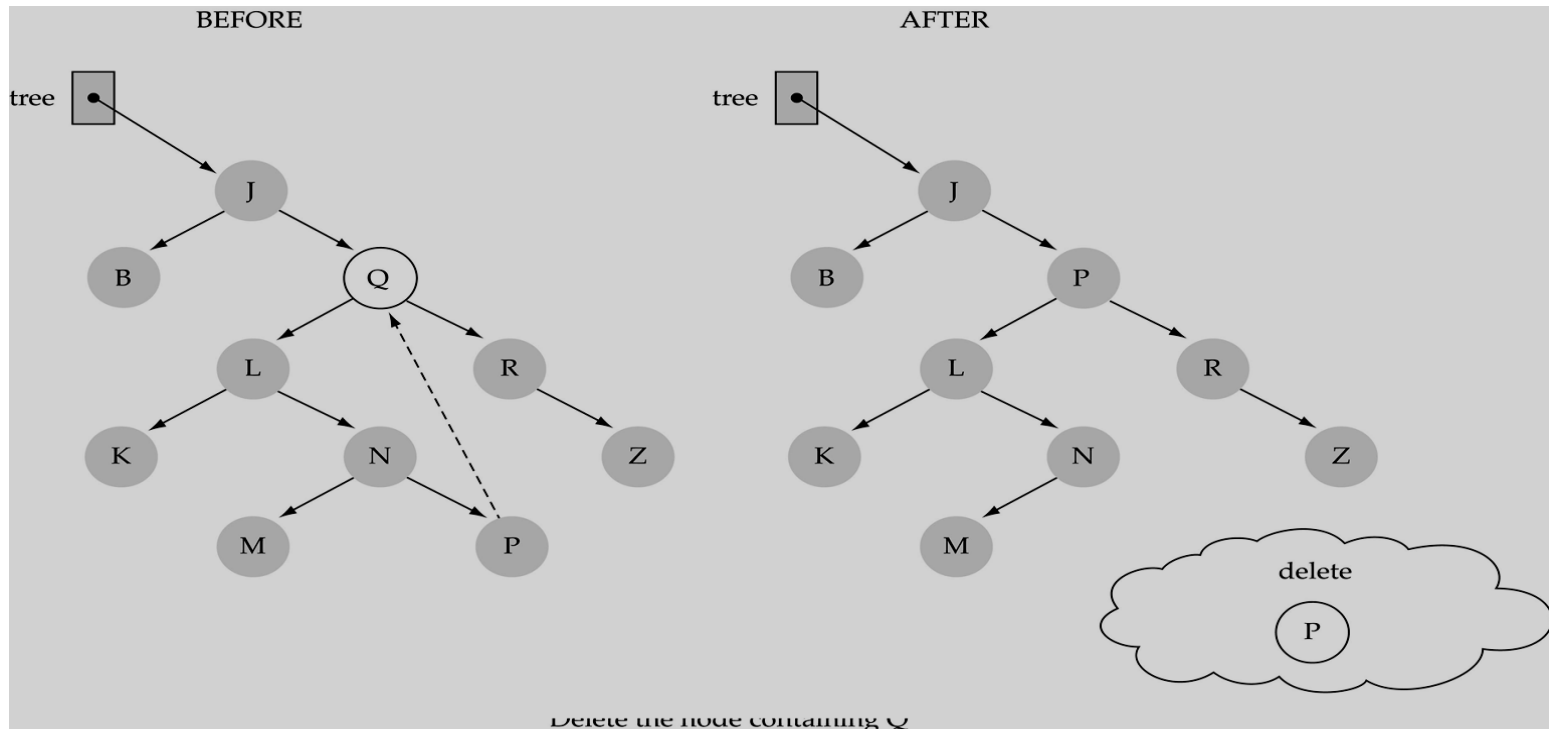 BEFORE
AFTER
tree
tree
J
J
B
Q
B
P
L
R
L
R
K
N
Z
K
N
Z
M
P
M
delete
P
Delete the node containing Q